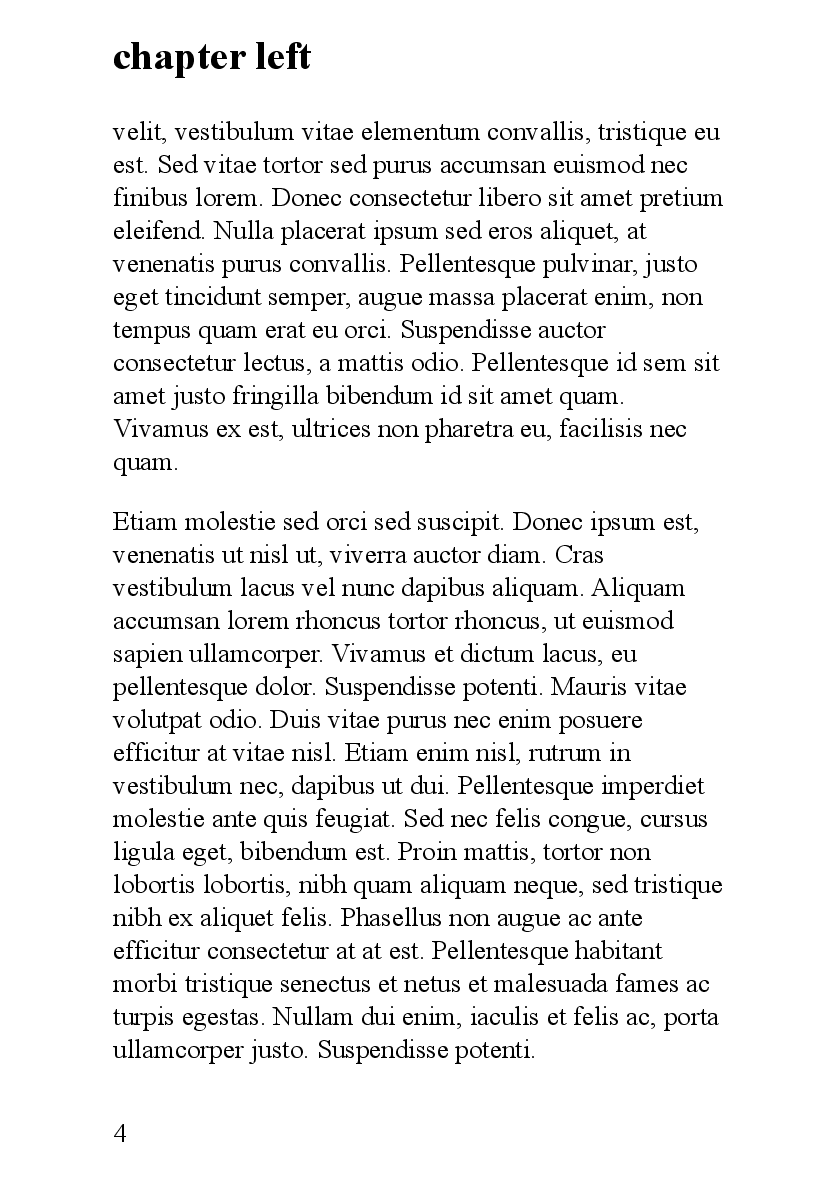 chapter left
velit, vestibulum vitae elementum convallis, tristique eu
est. Sed vitae tortor sed purus accumsan euismod nec
finibus lorem. Donec consectetur libero sit amet pretium
eleifend. Nulla placerat ipsum sed eros aliquet, at
venenatis purus convallis. Pellentesque pulvinar, justo
eget tincidunt semper, augue massa placerat enim, non
tempus quam erat eu orci. Suspendisse auctor
consectetur lectus, a mattis odio. Pellentesque id sem sit
amet justo fringilla bibendum id sit amet quam.
Vivamus ex est, ultrices non pharetra eu, facilisis nec
quam.
Etiam molestie sed orci sed suscipit. Donec ipsum est,
venenatis ut nisl ut, viverra auctor diam. Cras
vestibulum lacus vel nunc dapibus aliquam. Aliquam
accumsan lorem rhoncus tortor rhoncus, ut euismod
sapien ullamcorper. Vivamus et dictum lacus, eu
pellentesque dolor. Suspendisse potenti. Mauris vitae
volutpat odio. Duis vitae purus nec enim posuere
efficitur at vitae nisl. Etiam enim nisl, rutrum in
vestibulum nec, dapibus ut dui. Pellentesque imperdiet
molestie ante quis feugiat. Sed nec felis congue, cursus
ligula eget, bibendum est. Proin mattis, tortor non
lobortis lobortis, nibh quam aliquam neque, sed tristique
nibh ex aliquet felis. Phasellus non augue ac ante
efficitur consectetur at at est. Pellentesque habitant
morbi tristique senectus et netus et malesuada fames ac
turpis egestas. Nullam dui enim, iaculis et felis ac, porta
ullamcorper justo. Suspendisse potenti.
4